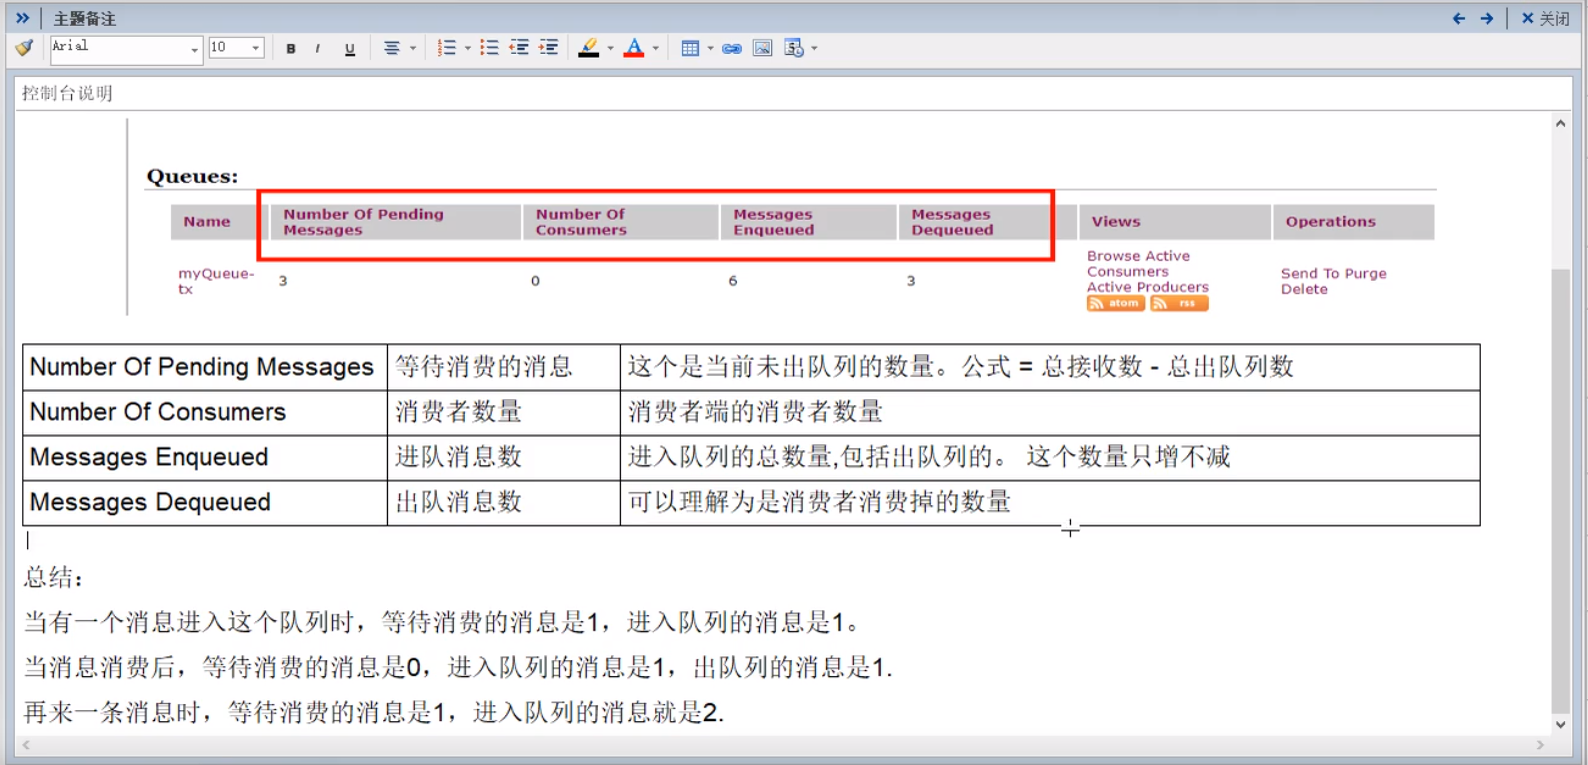 主题备注
关闭
Arial
10
B I U
控制台说明
Queues:
Name
Number Of Pending Messages
Number Of Consumers
Messages Enqueued
Messages Dequeued
Views
Operations
myQueue-tx
3
0
6
3
Browse Active Consumers
Active Producers
atom
rss
Send To Purge
Delete
Number Of Pending Messages 等待消费的消息 这个是当前未出队列的数量。公式 = 总接收数 - 总出队列数
Number Of Consumers 消费者数量 消费者端的消费者数量
Messages Enqueued 进队消息数 进入队列的总数量,包括出队列的。 这个数量只增不减
Messages Dequeued 出队消息数 可以理解为是消费者消费掉的数量
总结：
当有一个消息进入这个队列时，等待消费的消息是1，进入队列的消息是1。
当消息消费后，等待消费的消息是0，进入队列的消息是1，出队列的消息是1.
再来一条消息时，等待消费的消息是1，进入队列的消息就是2.